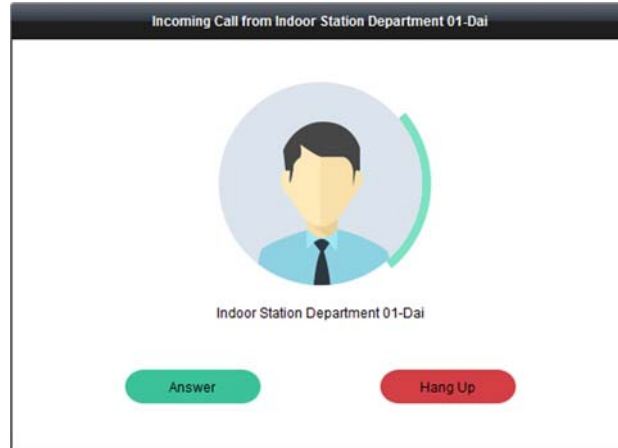 Incoming Call from Indoor Station Department 01-Dai
Indoor Station Department 01-Dai
Answer
Hang Up